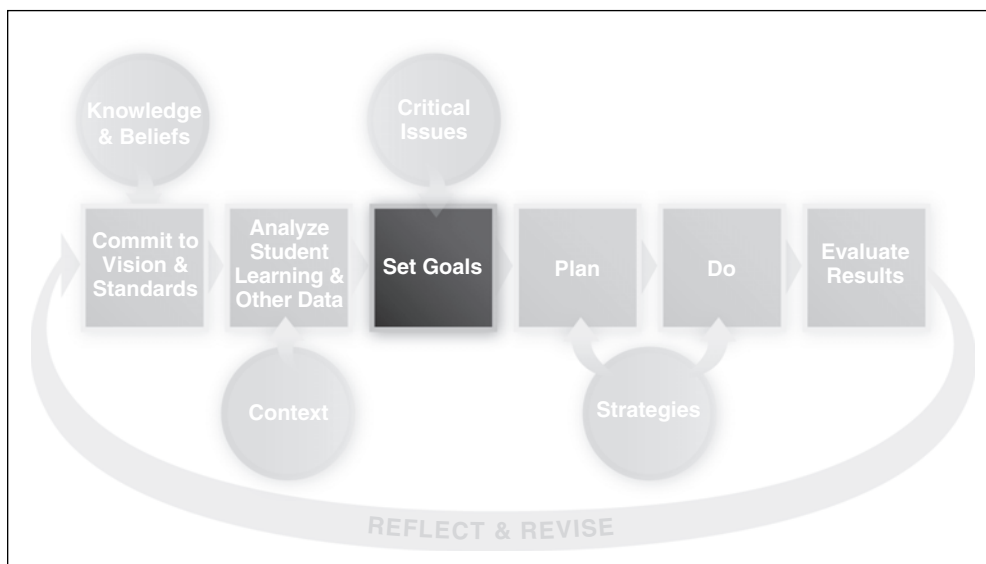 Knowledge
& Beliefs
Critical
Issues
Commit to
Vision &
Standards
Analyze
Student
Learning &
Other Data
Set Goals
Plan
Do
Evaluate
Results
Context
Strategies
REFLECT & REVISE